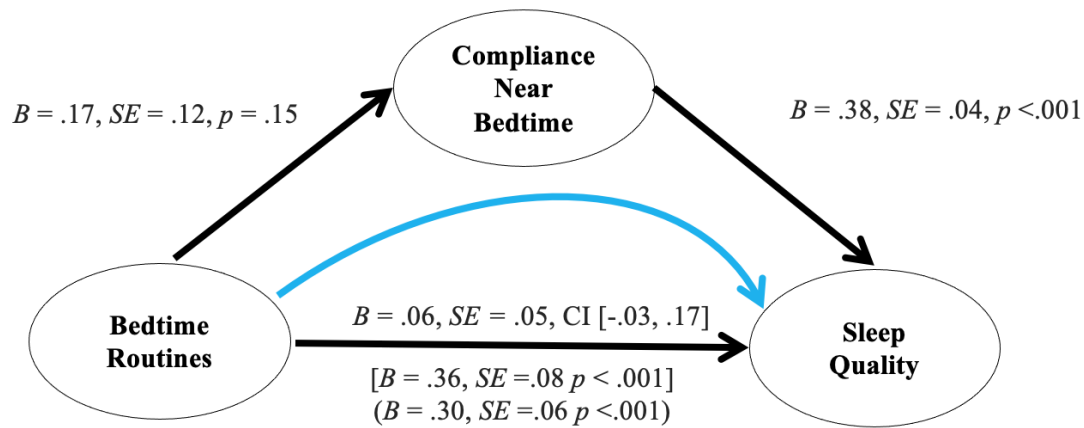 Compliance
Near
Bedtime
B = .17, SE = .12, p = .15
B = .38, SE = .04, p <.001
Bedtime
Routines
B = .06, SE = .05, CI [-.03, .17]
[B = .36, SE =.08 p < .001]
(B = .30, SE =.06 p <.001)
Sleep
Quality